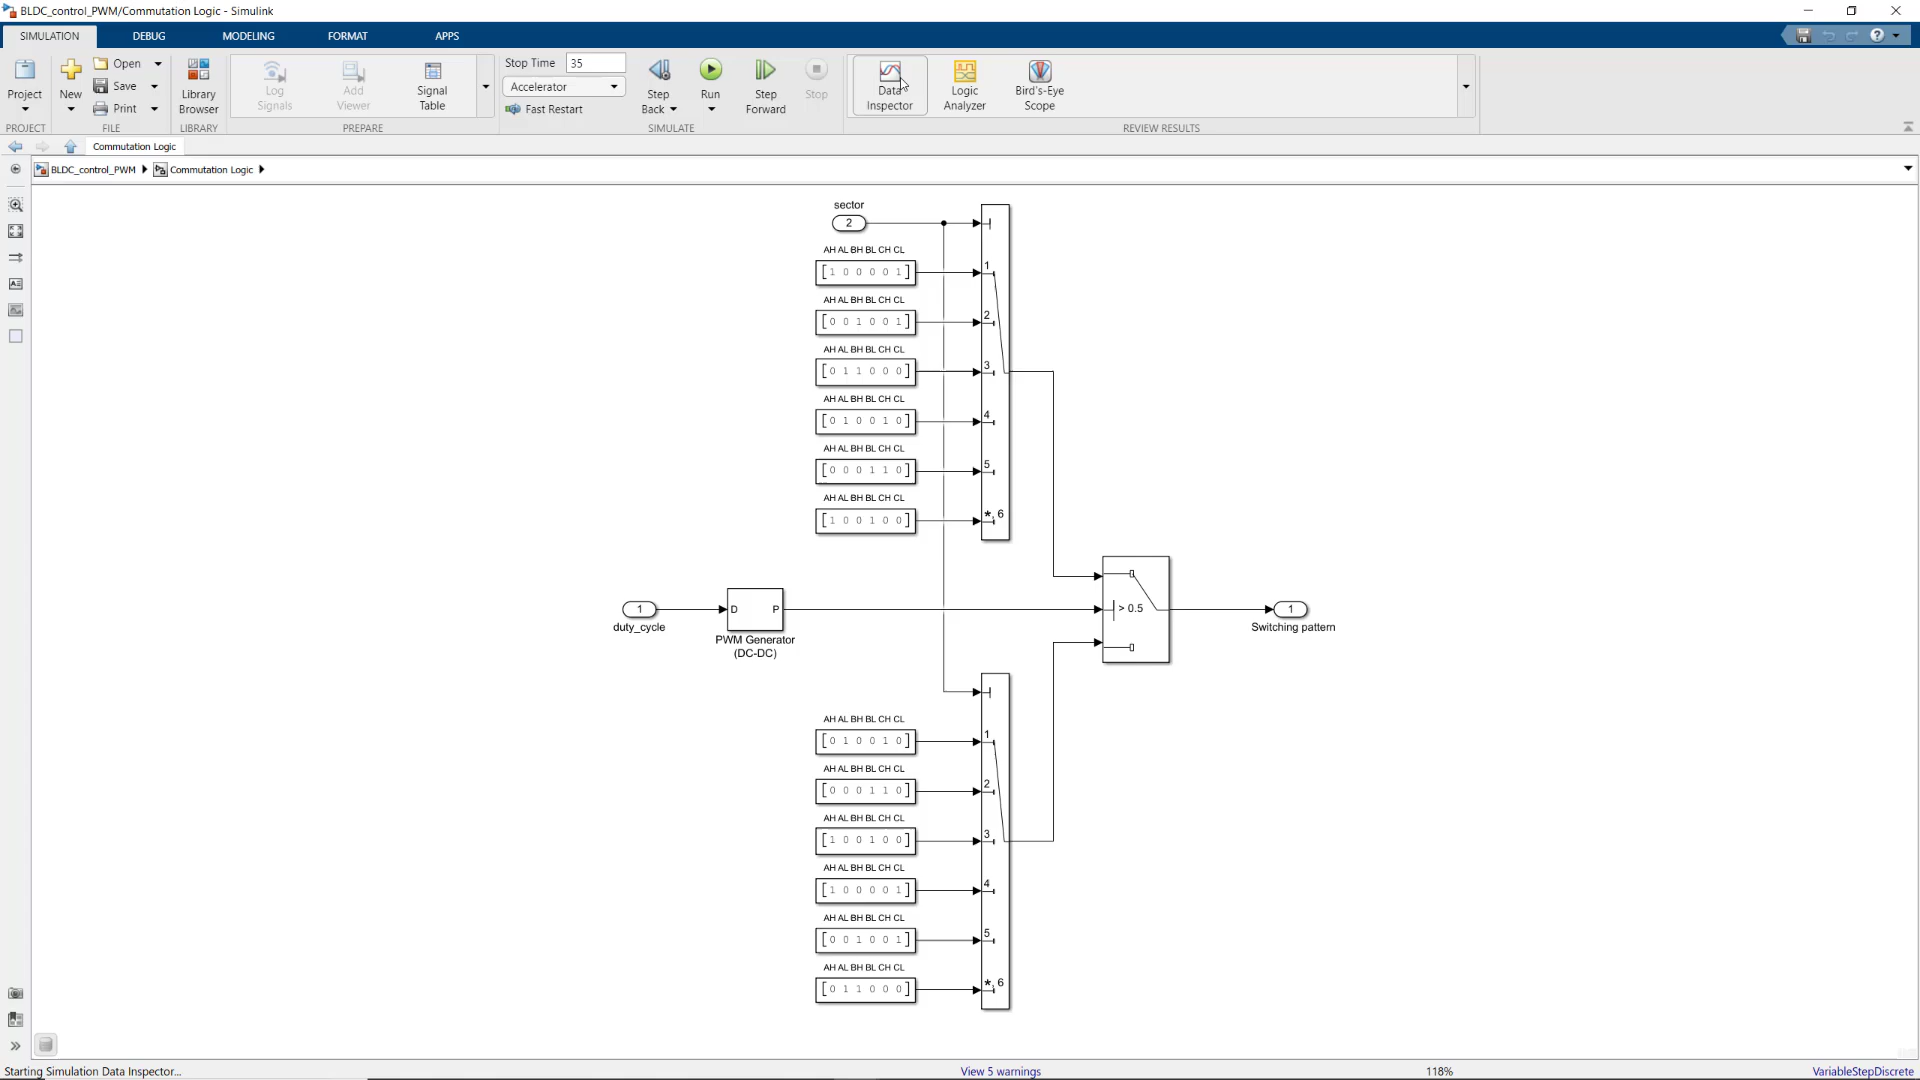 BLDC_control_PWM/Commutation Logic - Simulink
SIMULATION DEBUG MODELING FORMAT APPS
Project
New
Open
Save
Print
Library Browser
Log Signals
Add Viewer
Signal Table
Stop Time 35
Accelerator
Fast Restart
Step Back
Run
Step Forward
Stop
Data Inspector
Logic Analyzer
Bird's-Eye Scope
PROJECT FILE LIBRARY PREPARE SIMULATE REVIEW RESULTS
Commutation Logic
BLDC_control_PWM Commutation Logic
sector
2
AH AL BH BL CH CL
[1 0 0 0 0 1] 1
AH AL BH BL CH CL
[0 0 1 0 0 1] 2
AH AL BH BL CH CL
[0 1 1 0 0 0] 3
AH AL BH BL CH CL
[0 1 0 0 1 0] 4
AH AL BH BL CH CL
[0 0 0 1 1 0] 5
AH AL BH BL CH CL
[1 0 0 1 0 0] *, 6
1
duty_cycle
D P
PWM Generator
(DC-DC)
> 0.5
1
Switching pattern
AH AL BH BL CH CL
[0 1 0 0 1 0] 1
AH AL BH BL CH CL
[0 0 0 1 1 0] 2
AH AL BH BL CH CL
[1 0 0 1 0 0] 3
AH AL BH BL CH CL
[1 0 0 0 0 1] 4
AH AL BH BL CH CL
[0 0 1 0 0 1] 5
AH AL BH BL CH CL
[0 1 1 0 0 0] *, 6
Starting Simulation Data Inspector... View 5 warnings 118% VariableStepDiscrete